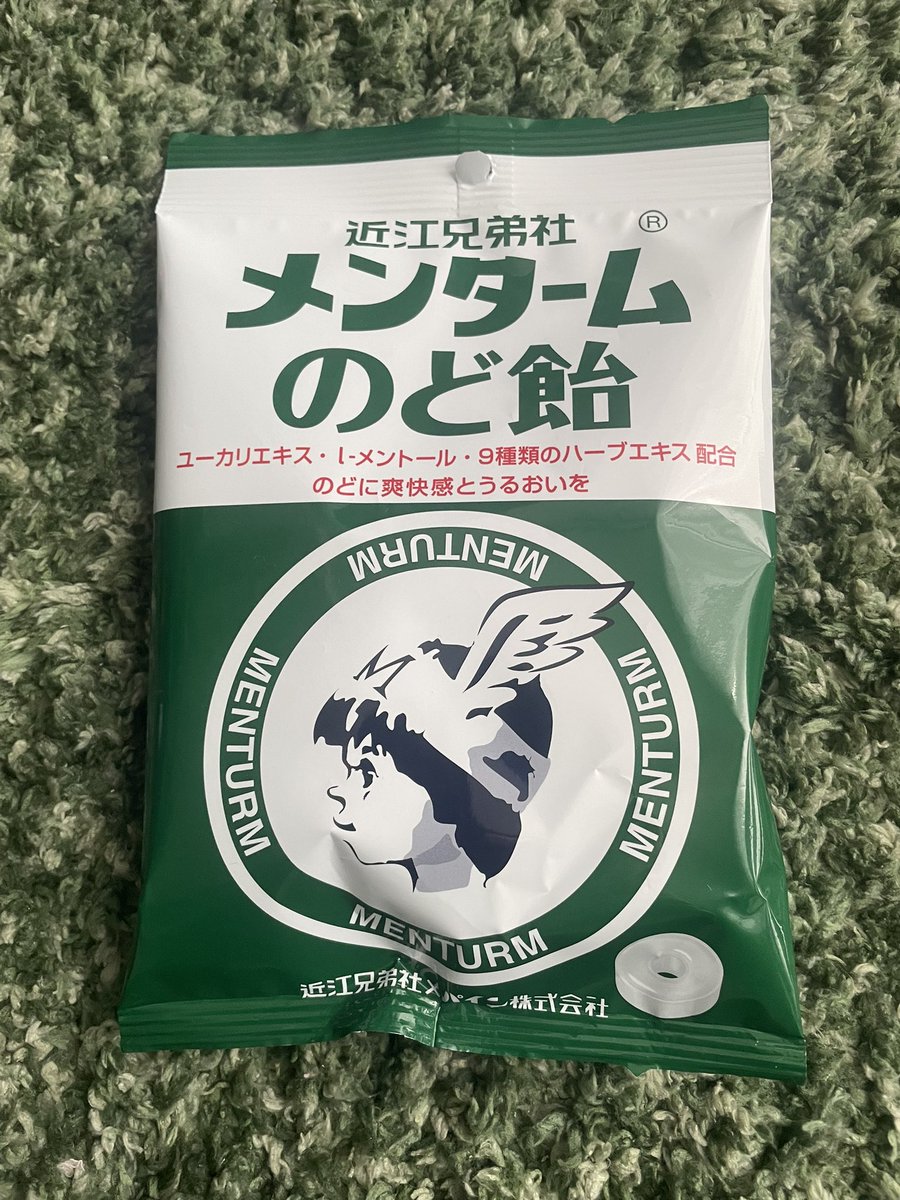 近江兄弟社
®
メンターム
のど飴
ユーカリエキス・l-メントール・9種類のハーブエキス配合
のどに爽快感とうるおいを
MENTURM
MENTURM
MENTURM
MENTURM
近江兄弟社×パイン株式会社